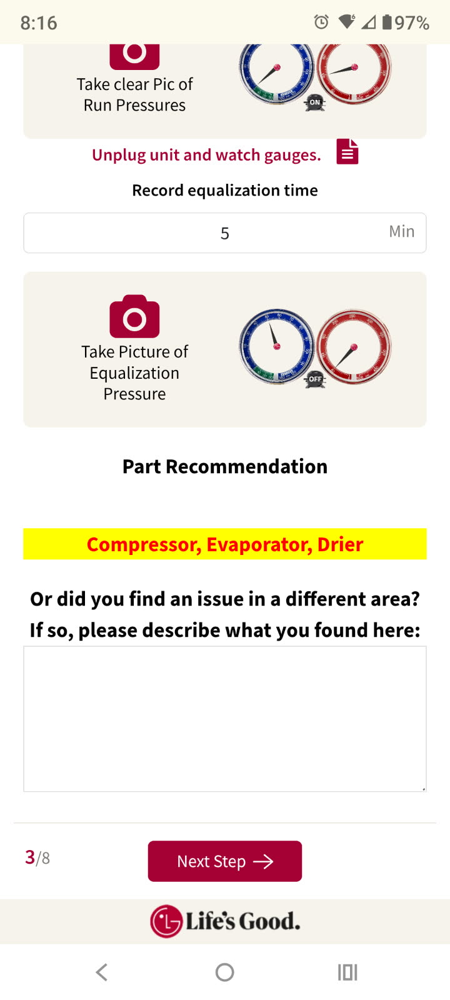 8:16
97%
Take clear Pic of
Run Pressures
ON
Unplug unit and watch gauges.
Record equalization time
5
Min
Take Picture of
Equalization
Pressure
OFF
Part Recommendation
Compressor, Evaporator, Drier
Or did you find an issue in a different area?
If so, please describe what you found here:
3/8
Next Step →
LG Life's Good.